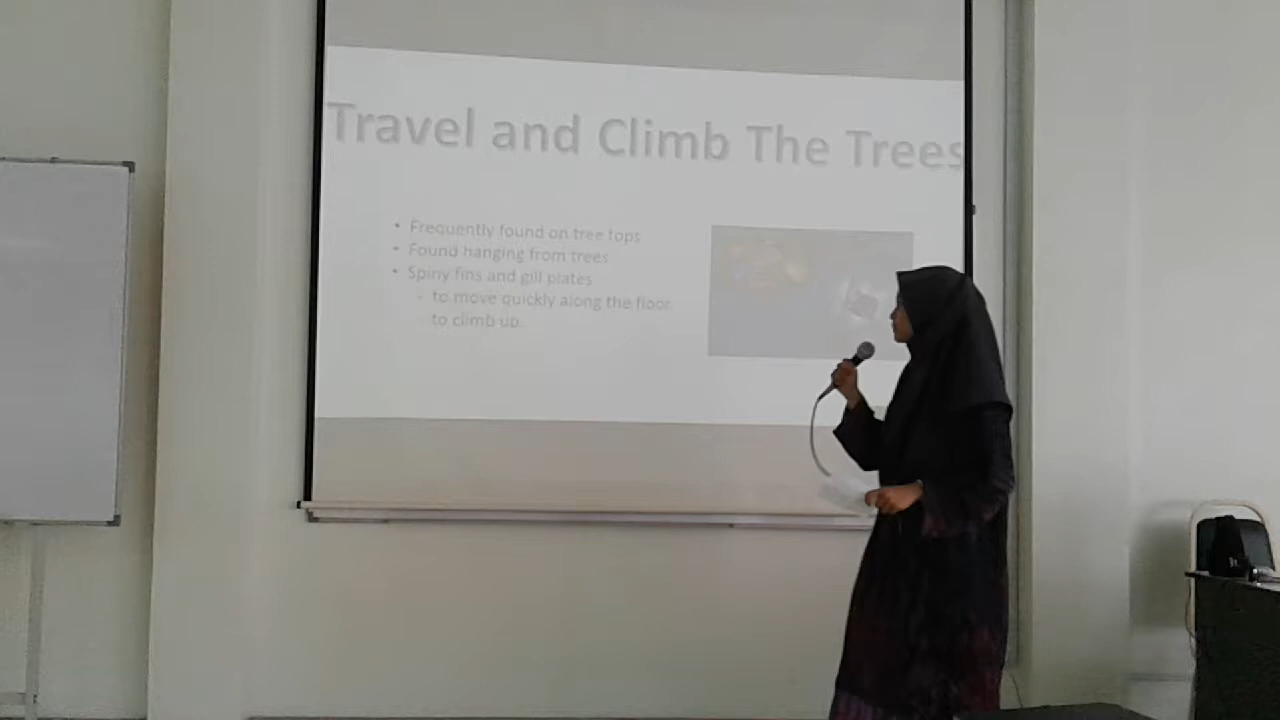 Travel and Climb The Trees
• Frequently found on tree tops
• Found hanging from trees
• Spiny fins and gill plates
- to move quickly along the floor.
- to climb up.